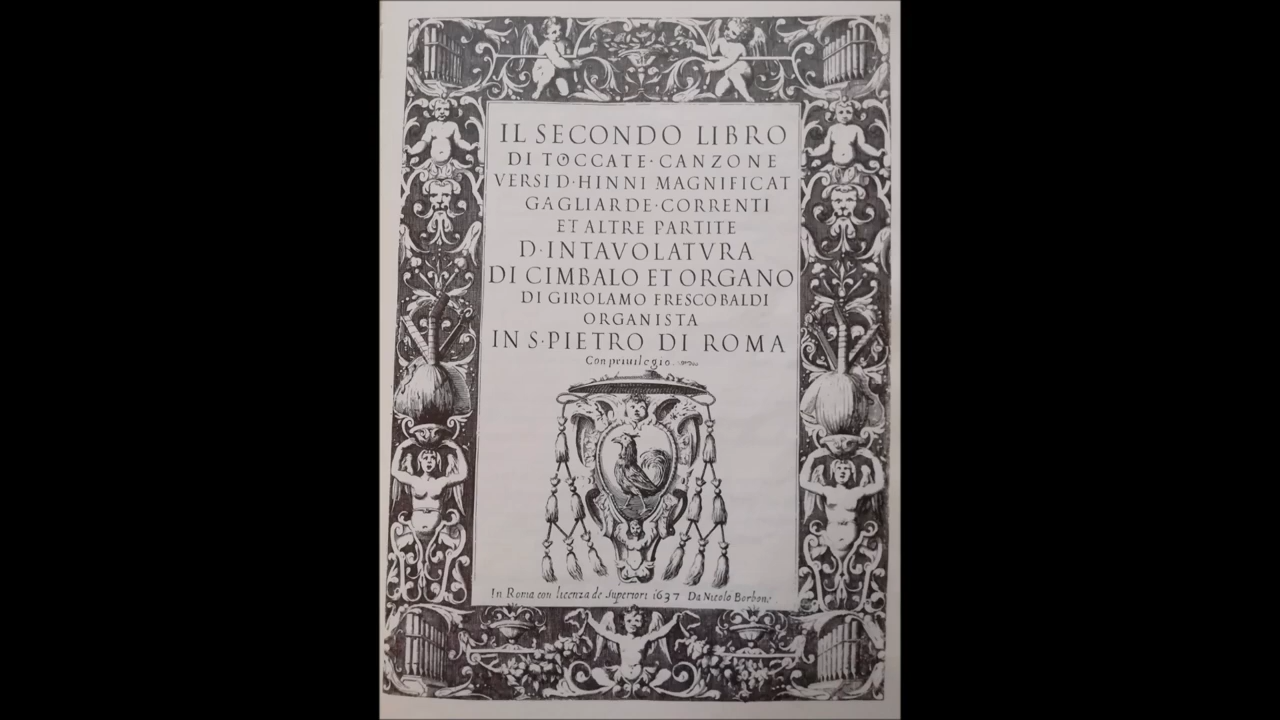 IL SECONDO LIBRO
DI TOCCATE·CANZONE
VERSI D·HINNI MAGNIFICAT
GAGLIARDE·CORRENTI
ET ALTRE PARTITE
D·INTAVOLATVRA
DI CIMBALO ET ORGANO
DI GIROLAMO FRESCOBALDI
ORGANISTA
IN S·PIETRO DI ROMA
Con priuilegio.
In Roma con licenza de superiori 1637 Da Nicolo Borbone